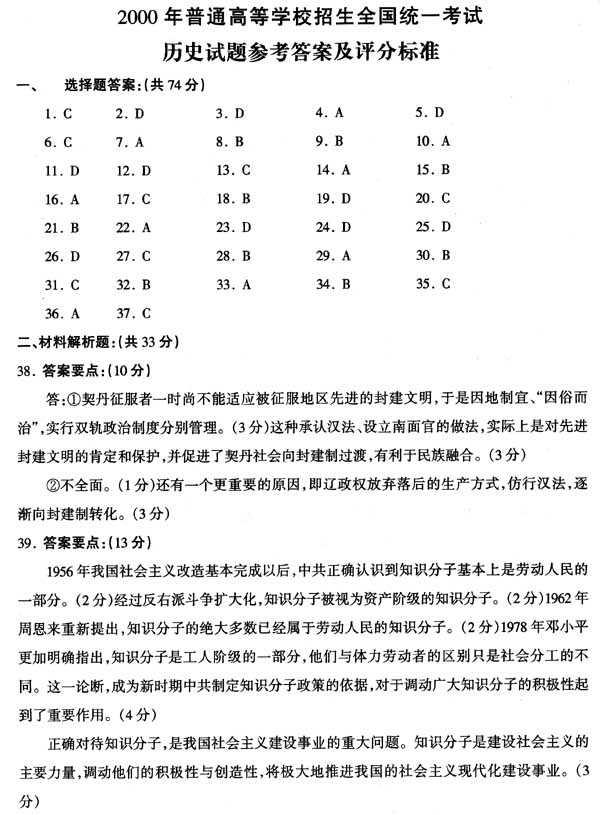 2000 年普通高等学校招生全国统一考试
历史试题参考答案及评分标准
一、 选择题答案:(共 74 分)
1. C 2. D 3. D 4. A 5. D
6. C 7. A 8. B 9. B 10. A
11. D 12. D 13. C 14. A 15. B
16. A 17. C 18. B 19. D 20. C
21. B 22. A 23. D 24. D 25. D
26. D 27. C 28. B 29. A 30. B
31. C 32. B 33. A 34. B 35. C
36. A 37. C
二、材料解析题:(共 33 分)
38. 答案要点:(10 分)
答:①契丹征服者一时尚不能适应被征服地区先进的封建文明,于是因地制宜、“因俗而
治”,实行双轨政治制度分别管理。(3 分)这种承认汉法、设立南面官的做法,实际上是对先进
封建文明的肯定和保护,并促进了契丹社会向封建制过渡,有利于民族融合。(3 分)
②不全面。(1 分)还有一个更重要的原因,即辽政权放弃落后的生产方式,仿行汉法,逐
渐向封建制转化。(3 分)
39. 答案要点:(13 分)
1956 年我国社会主义改造基本完成以后,中共正确认识到知识分子基本上是劳动人民的
一部分。(2 分)经过反右派斗争扩大化,知识分子被视为资产阶级的知识分子。(2 分)1962 年
周恩来重新提出,知识分子的绝大多数已经属于劳动人民的知识分子。(2 分)1978 年邓小平
更加明确指出,知识分子是工人阶级的一部分,他们与体力劳动者的区别只是社会分工的不
同。这一论断,成为新时期中共制定知识分子政策的依据,对于调动广大知识分子的积极性起
到了重要作用。(4 分)
正确对待知识分子,是我国社会主义建设事业的重大问题。知识分子是建设社会主义的
主要力量,调动他们的积极性与创造性,将极大地推进我国的社会主义现代化建设事业。(3
分)